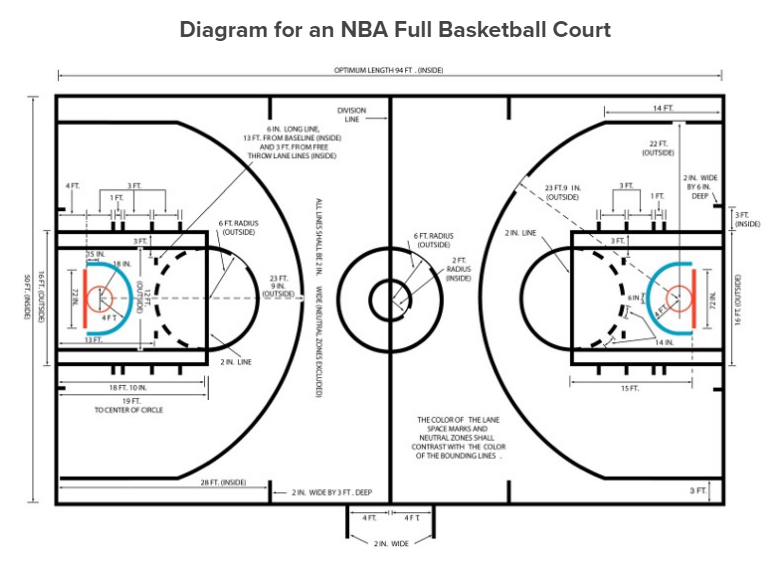 Diagram for an NBA Full Basketball Court
OPTIMUM LENGTH 94 FT . (INSIDE)
DIVISION
LINE
14 FT.
6 IN. LONG LINE,
13 FT. FROM BASELINE (INSIDE)
AND 3 FT. FROM FREE
THROW LANE LINES (INSIDE)
22 FT.
(OUTSIDE)
4 FT.
3 FT.
1 FT.
23 FT.9 IN.
(OUTSIDE)
3 FT.
1 FT.
2 IN. WIDE
BY 6 IN.
DEEP
3 FT.
(INSIDE)
6 FT. RADIUS
(OUTSIDE)
6 FT. RADIUS
(OUTSIDE)
2 IN. LINE
3 FT.
3 FT.
2 FT.
RADIUS
(INSIDE)
15 IN.
18 IN.
50 FT. (INSIDE)
16 FT. (OUTSIDE)
72 IN.
4 FT
12 FT.
(OUTSIDE)
23 FT.
9 IN.
(OUTSIDE)
ALL LINES SHALL BE 2 IN. WIDE (NEUTRAL ZONES EXCLUDED)
6 IN.
4 FT.
72 IN.
16 FT. (OUTSIDE)
13 FT.
14 IN.
2 IN. LINE
18 FT. 10 IN.
15 FT.
19 FT.
TO CENTER OF CIRCLE
THE COLOR OF THE LANE
SPACE MARKS AND
NEUTRAL ZONES SHALL
CONTRAST WITH THE COLOR
OF THE BOUNDING LINES .
28 FT. (INSIDE)
2 IN. WIDE BY 3 FT . DEEP
3 FT.
4 FT.
4 F T.
2 IN. WIDE